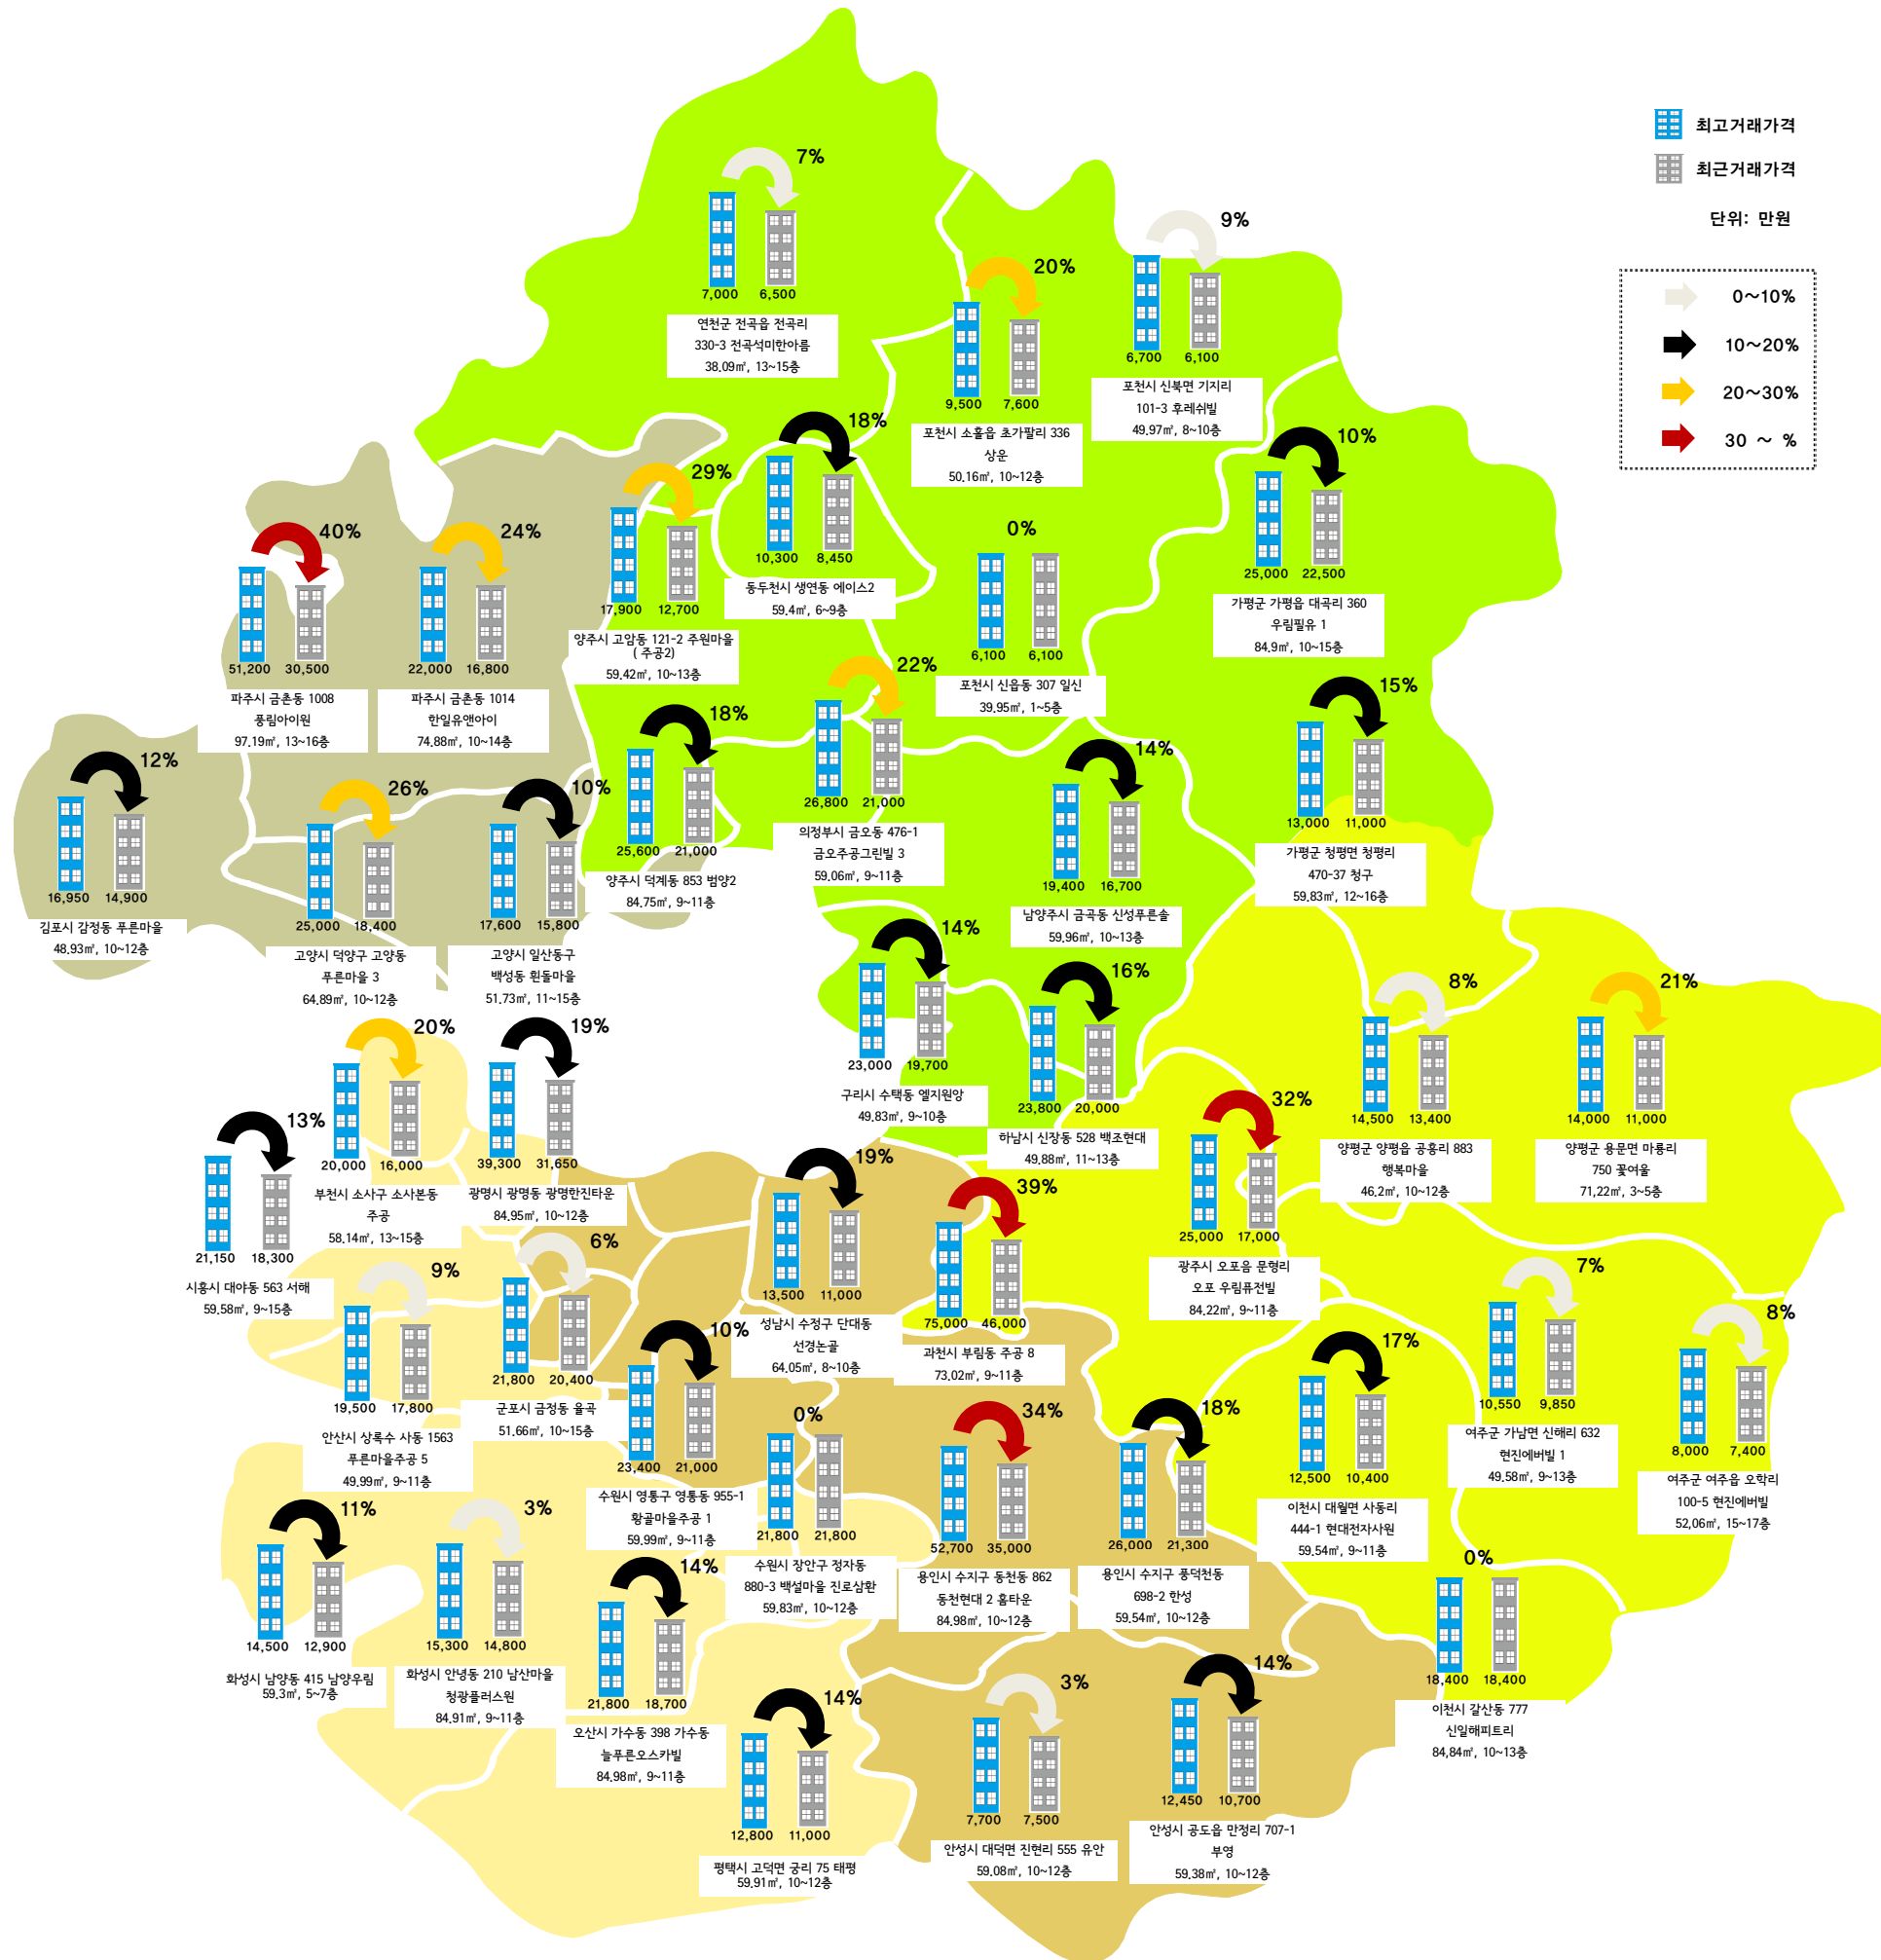 최고거래가격
최근거래가격
단위: 만원
0~10%
10~20%
20~30%
30 ~ %
7%
7,000 6,500
연천군 전곡읍 전곡리
330-3 전곡석미한아름
38.09㎡, 13~15층
9%
6,700 6,100
포천시 신북면 기지리
101-3 후레쉬빌
49.97㎡, 8~10층
20%
9,500 7,600
포천시 소홀읍 초가팔리 336
상운
50.16㎡, 10~12층
18%
10,300 8,450
동두천시 생연동 에이스2
59.4㎡, 6~9층
10%
25,000 22,500
가평군 가평읍 대곡리 360
우림필유 1
84.9㎡, 10~15층
29%
17,900 12,700
양주시 고암동 121-2 주원마을
( 주공2)
59.42㎡, 10~13층
40%
51,200 30,500
파주시 금촌동 1008
풍림아이원
97.19㎡, 13~16층
24%
22,000 16,800
파주시 금촌동 1014
한일유앤아이
74.88㎡, 10~14층
0%
6,100 6,100
포천시 신읍동 307 일신
39.95㎡, 1~5층
22%
26,800 21,000
의정부시 금오동 476-1
금오주공그린빌 3
59.06㎡, 9~11층
15%
13,000 11,000
가평군 청평면 청평리
470-37 청구
59.83㎡, 12~16층
18%
25,600 21,000
양주시 덕계동 853 범양2
84.75㎡, 9~11층
14%
19,400 16,700
남양주시 금곡동 신성푸른솔
59.96㎡, 10~13층
12%
16,950 14,900
김포시 감정동 푸른마을
48.93㎡, 10~12층
26%
25,000 18,400
고양시 덕양구 고양동
푸른마을 3
64.89㎡, 10~12층
10%
17,600 15,800
고양시 일산동구
백성동 흰돌마을
51.73㎡, 11~15층
14%
23,000 19,700
구리시 수택동 엘지원앙
49.83㎡, 9~10층
16%
23,800 20,000
하남시 신장동 528 백조현대
49.88㎡, 11~13층
8%
14,500 13,400
양평군 양평읍 공흥리 883
행복마을
46.2㎡, 10~12층
21%
14,000 11,000
양평군 용문면 마룡리
750 꽃여울
71,22㎡, 3~5층
20%
20,000 16,000
부천시 소사구 소사본동
주공
58.14㎡, 13~15층
19%
39,300 31,650
광명시 광명동 광명한진타운
84.95㎡, 10~12층
13%
21,150 18,300
시흥시 대야동 563 서해
59.58㎡, 9~15층
32%
25,000 17,000
광주시 오포읍 문형리
오포 우림퓨전빌
84.22㎡, 9~11층
19%
13,500 11,000
성남시 수정구 단대동
선경논골
64.05㎡, 8~10층
39%
75,000 46,000
과천시 부림동 주공 8
73.02㎡, 9~11층
9%
19,500 17,800
안산시 상록수 사동 1563
푸른마을주공 5
49.99㎡, 9~11층
6%
21,800 20,400
군포시 금정동 율곡
51.66㎡, 10~15층
10%
23,400 21,000
수원시 영통구 영통동 955-1
황골마을주공 1
59.99㎡, 9~11층
7%
10,550 9,850
여주군 가남면 신해리 632
현진에버빌 1
49.58㎡, 9~13층
8%
8,000 7,400
여주군 여주읍 오학리
100-5 현진에버빌
52,06㎡, 15~17층
17%
12,500 10,400
이천시 대월면 사동리
444-1 현대전자사원
59.54㎡, 9~11층
0%
21,800 21,800
수원시 장안구 정자동
880-3 백설마을 진로삼환
59.83㎡, 10~12층
34%
52,700 35,000
용인시 수지구 동천동 862
동천현대 2 홈타운
84.98㎡, 10~12층
18%
26,000 21,300
용인시 수지구 풍덕천동
698-2 한성
59.54㎡, 10~12층
11%
14,500 12,900
화성시 남양동 415 남양우림
59.3㎡, 5~7층
3%
15,300 14,800
화성시 안녕동 210 남산마을
청광플러스원
84.91㎡, 9~11층
14%
21,800 18,700
오산시 가수동 398 가수동
늘푸른오스카빌
84.98㎡, 9~11층
0%
18,400 18,400
이천시 갈산동 777
신일해피트리
84,84㎡, 10~13층
14%
12,800 11,000
평택시 고덕면 궁리 75 태평
59.91㎡, 10~12층
3%
7,700 7,500
안성시 대덕면 진현리 555 유안
59.08㎡, 10~12층
14%
12,450 10,700
안성시 공도읍 만정리 707-1
부영
59.38㎡, 10~12층